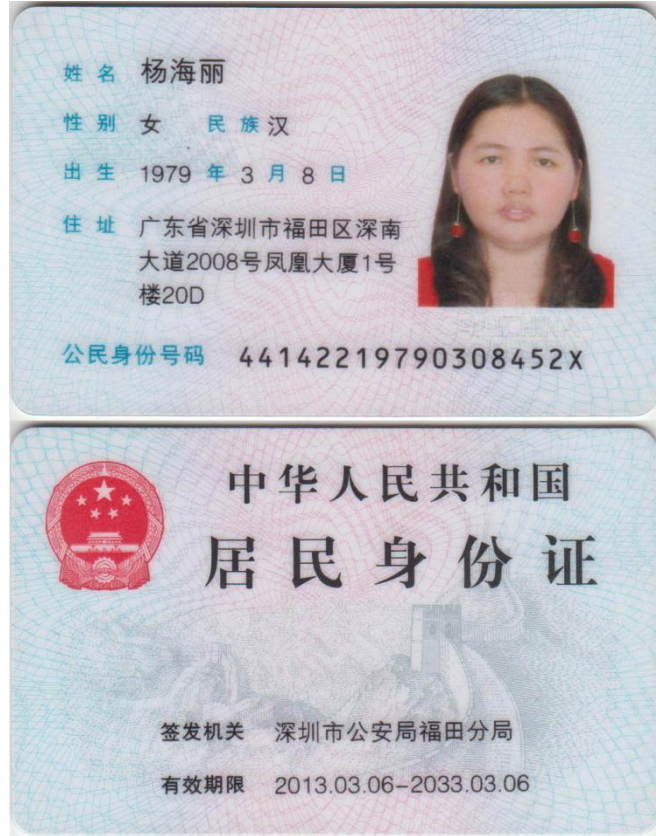 姓名 杨海丽
性别 女 民族 汉
出生 1979 年 3 月 8 日
住址 广东省深圳市福田区深南
大道2008号凤凰大厦1号
楼20D
公民身份号码 44142219790308452X
中华人民共和国
居民身份证
签发机关 深圳市公安局福田分局
有效期限 2013.03.06-2033.03.06